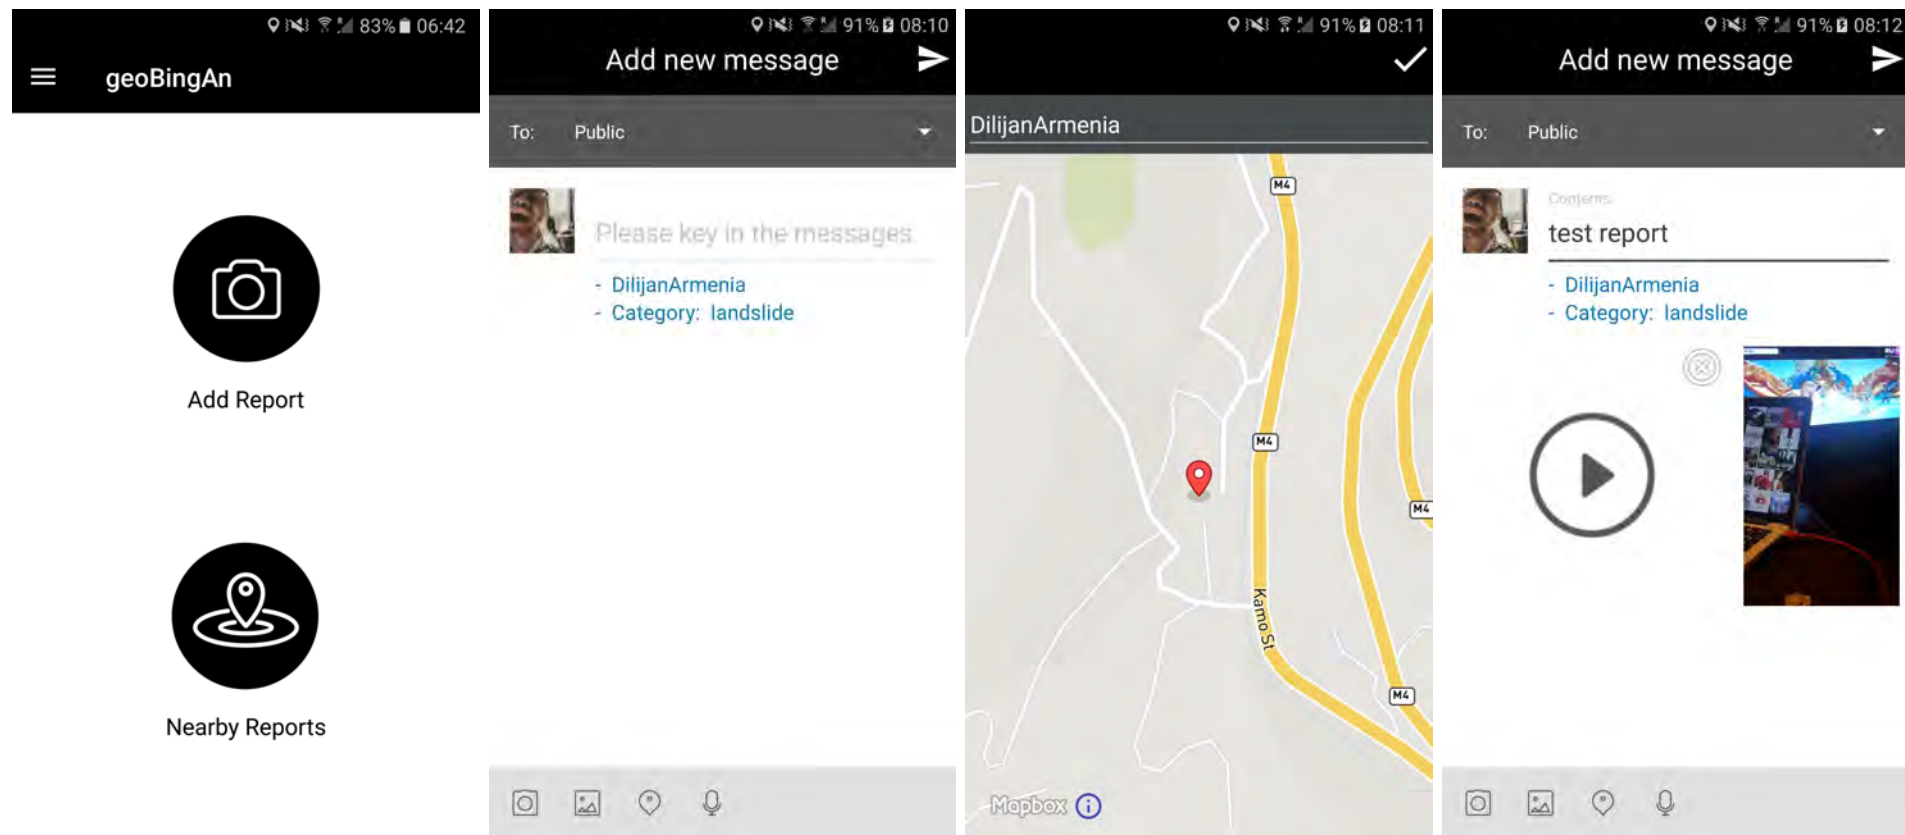 83% 06:42
geoBingAn
Add Report
Nearby Reports
91% 08:10
Add new message
To: Public
Please key in the messages.
- DilijanArmenia
- Category: landslide
91% 08:11
DilijanArmenia
M4
M4
M4
Kamo St
M4
Mapbox
91% 08:12
Add new message
To: Public
Contents
test report
- DilijanArmenia
- Category: landslide